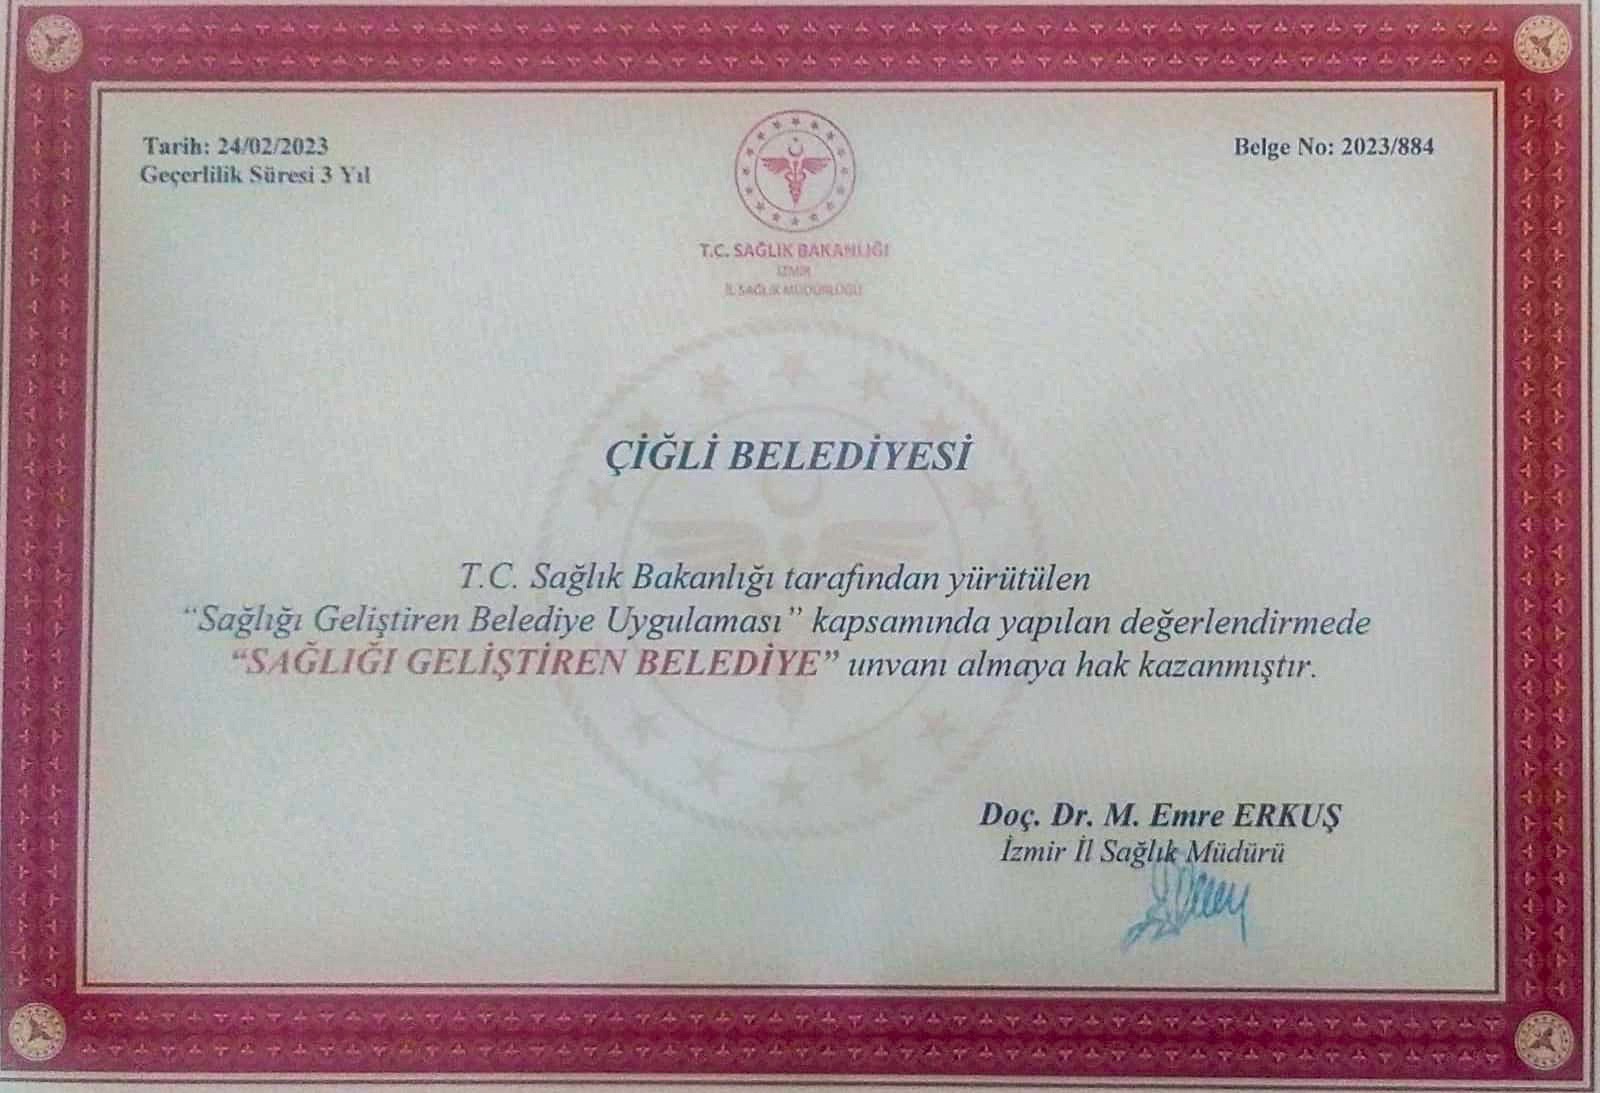 Tarih: 24/02/2023
Geçerlilik Süresi 3 Yıl
Belge No: 2023/884
T.C. SAĞLIK BAKANLIĞI
İZMİR
İL SAĞLIK MÜDÜRLÜĞÜ
ÇİĞLİ BELEDİYESİ
T.C. Sağlık Bakanlığı tarafından yürütülen
“Sağlığı Geliştiren Belediye Uygulaması” kapsamında yapılan değerlendirmede
“SAĞLIĞI GELİŞTİREN BELEDİYE” unvanı almaya hak kazanmıştır.
Doç. Dr. M. Emre ERKUŞ
İzmir İl Sağlık Müdürü